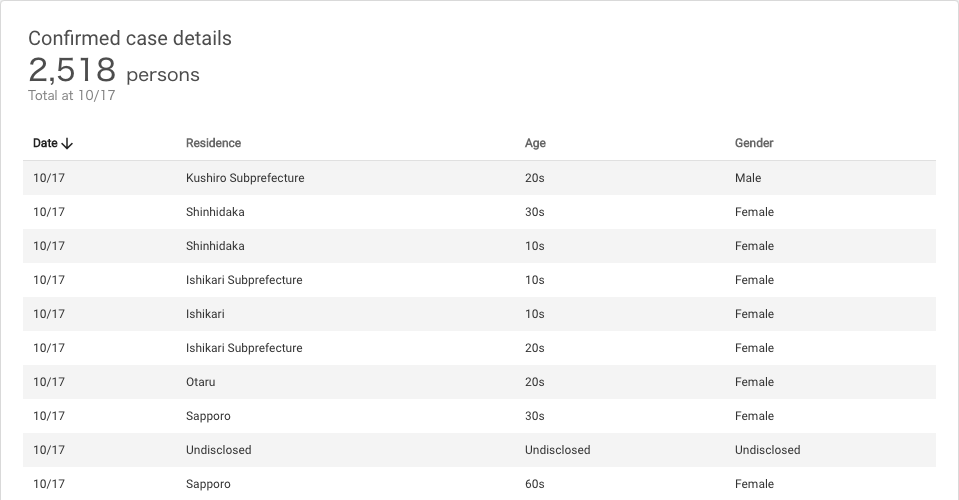 Confirmed case details
2,518 persons
Total at 10/17
Date Residence Age Gender
10/17 Kushiro Subprefecture 20s Male
10/17 Shinhidaka 30s Female
10/17 Shinhidaka 10s Female
10/17 Ishikari Subprefecture 10s Female
10/17 Ishikari 10s Female
10/17 Ishikari Subprefecture 20s Female
10/17 Otaru 20s Female
10/17 Sapporo 30s Female
10/17 Undisclosed Undisclosed Undisclosed
10/17 Sapporo 60s Female